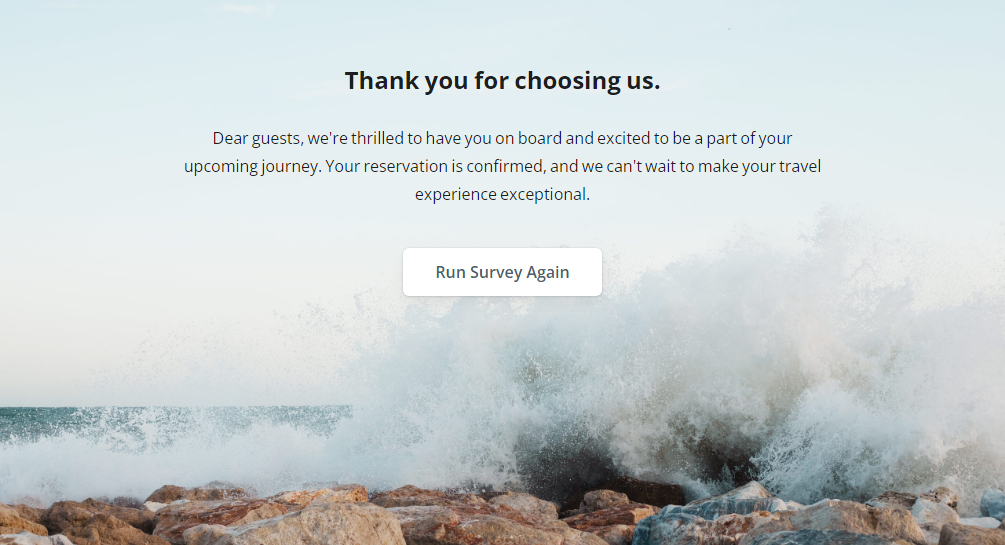 Thank you for choosing us.
Dear guests, we're thrilled to have you on board and excited to be a part of your
upcoming journey. Your reservation is confirmed, and we can't wait to make your travel
experience exceptional.
Run Survey Again